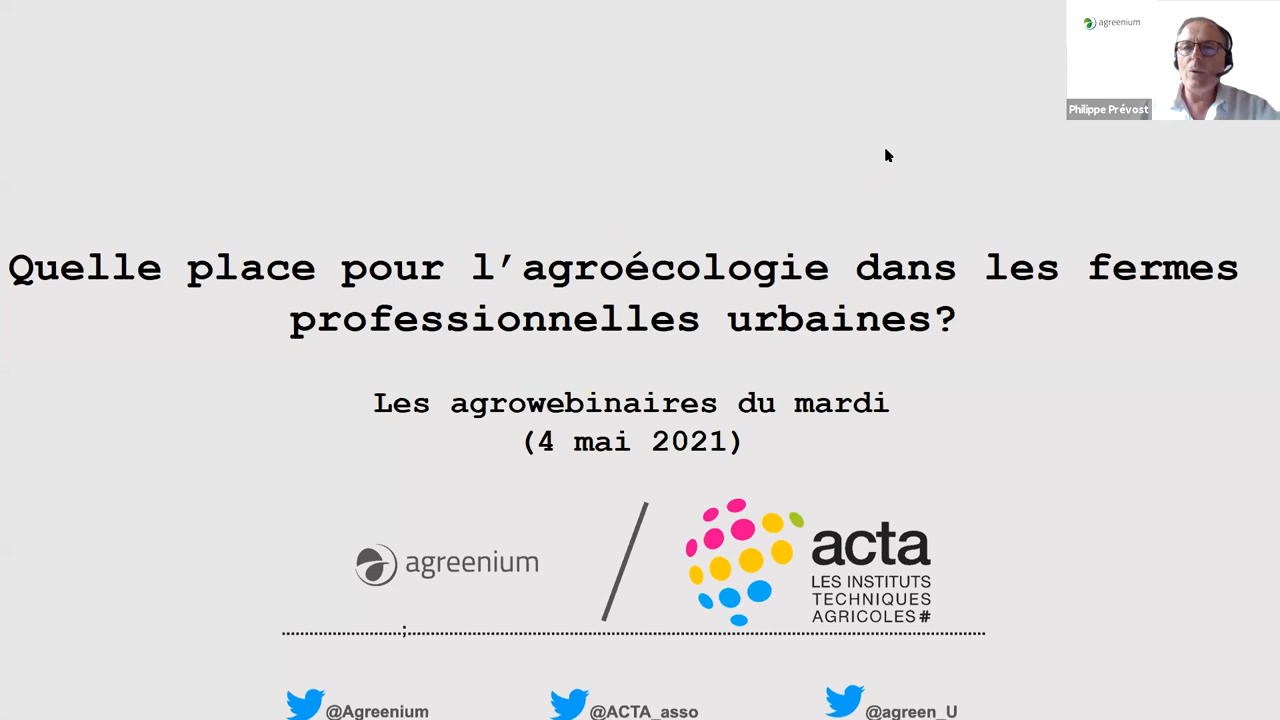 agreenium
Philippe Prévost
Quelle place pour l’agroécologie dans les fermes
professionnelles urbaines?
Les agrowebinaires du mardi
(4 mai 2021)
agreenium
acta
LES INSTITUTS
TECHNIQUES
AGRICOLES#
;
@Agreenium
@ACTA_asso
@agreen_U